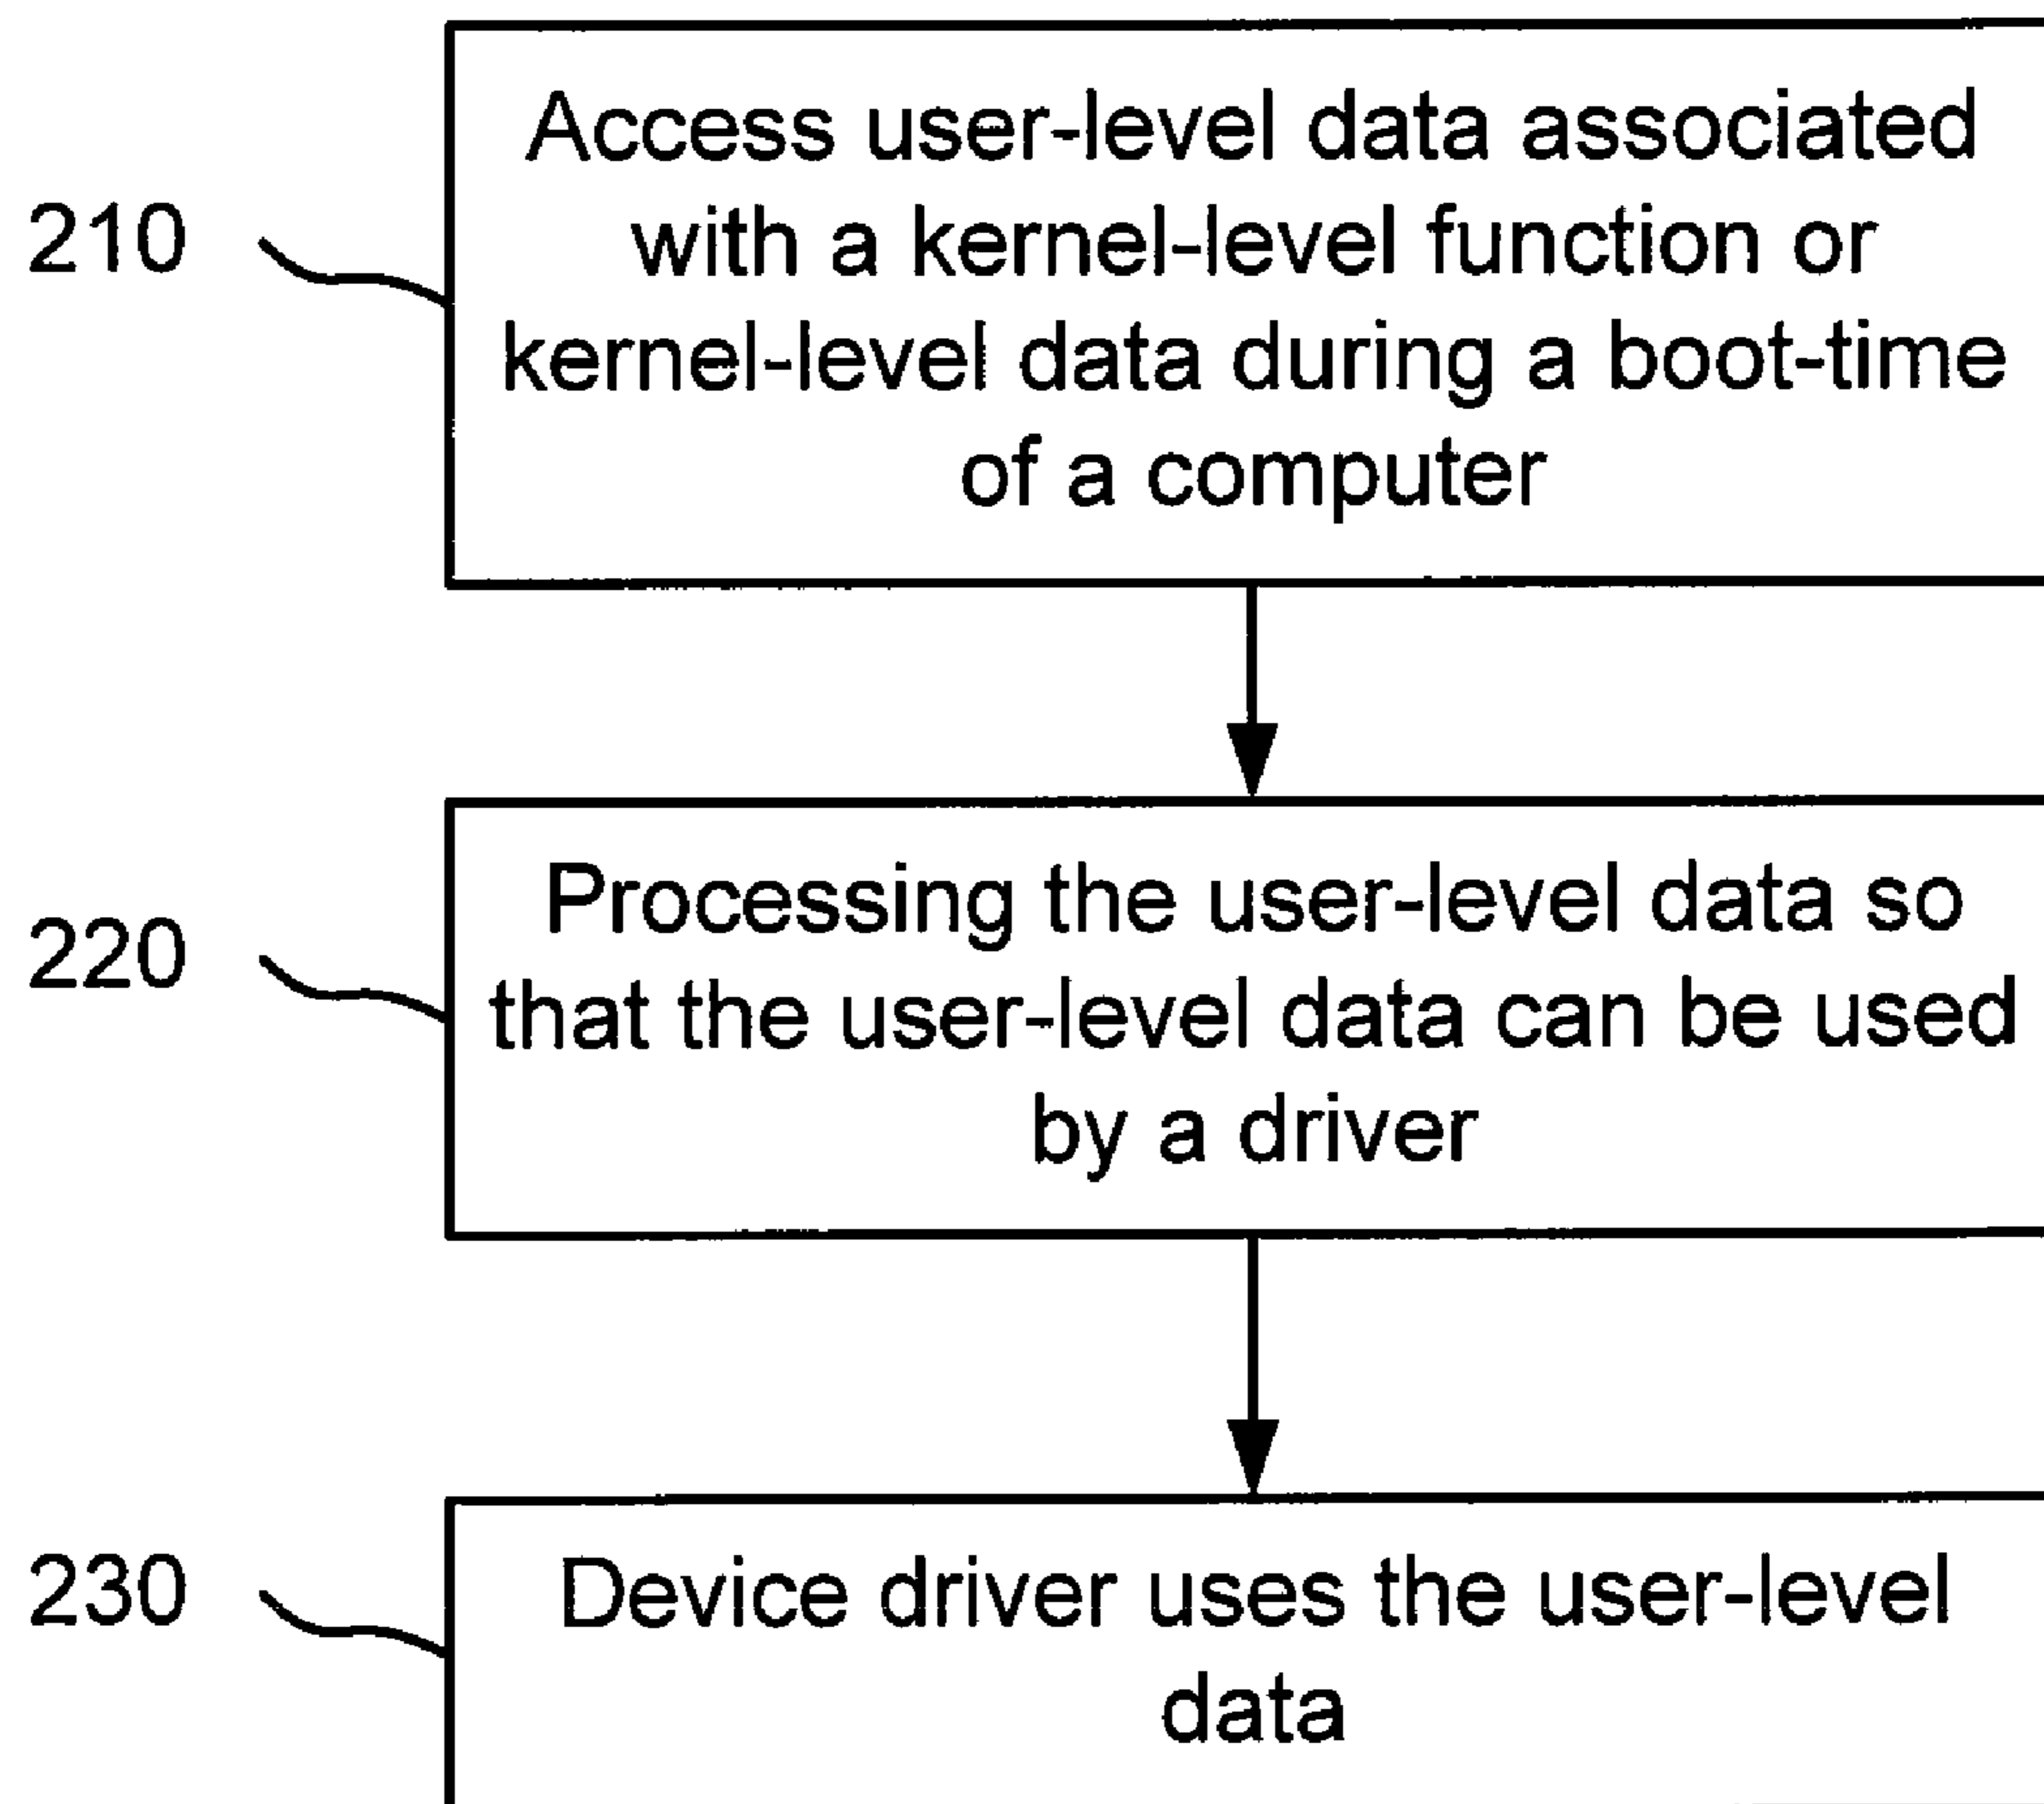 Access user-level data associated
with a kernel-level function or
210
kernel-level data during a boot-time
of a computer
Processing the user-level data so
220
that the user-level data can be used
by a driver
230
Device driver uses the user-level
data